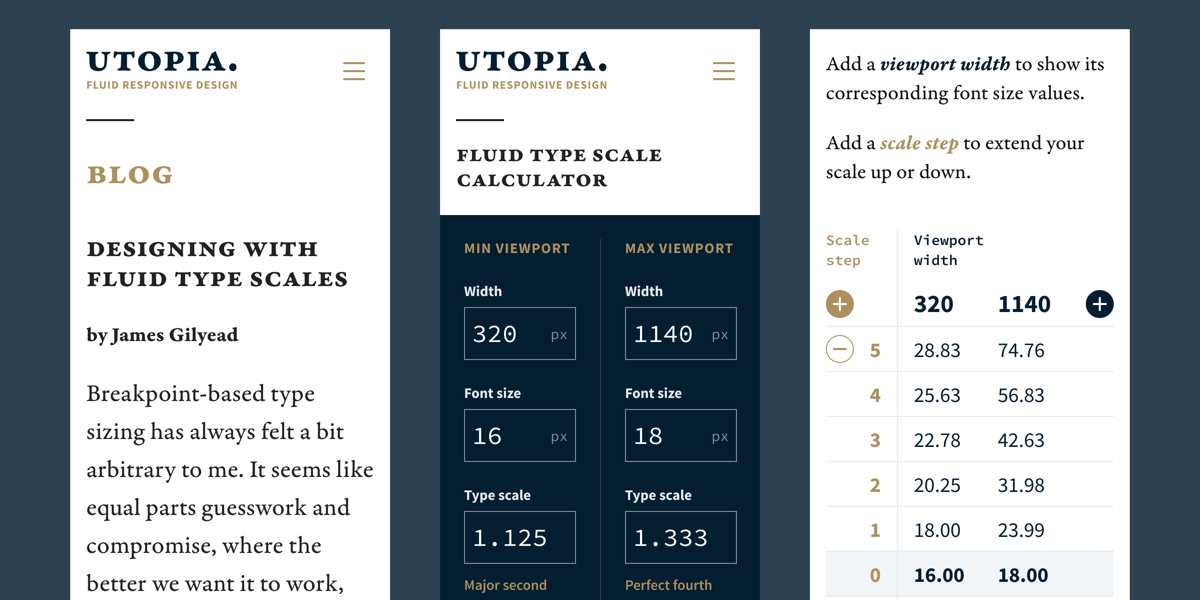 UTOPIA.
FLUID RESPONSIVE DESIGN
BLOG
DESIGNING WITH
FLUID TYPE SCALES
by James Gilyead
Breakpoint-based type
sizing has always felt a bit
arbitrary to me. It seems like
equal parts guesswork and
compromise, where the
better we want it to work,
UTOPIA.
FLUID RESPONSIVE DESIGN
FLUID TYPE SCALE
CALCULATOR
MIN VIEWPORT MAX VIEWPORT
Width Width
320 px 1140 px
Font size Font size
16 px 18 px
Type scale Type scale
1.125 1.333
Major second Perfect fourth
Add a viewport width to show its
corresponding font size values.
Add a scale step to extend your
scale up or down.
Scale Viewport
step width
320 1140
5 28.83 74.76
4 25.63 56.83
3 22.78 42.63
2 20.25 31.98
1 18.00 23.99
0 16.00 18.00